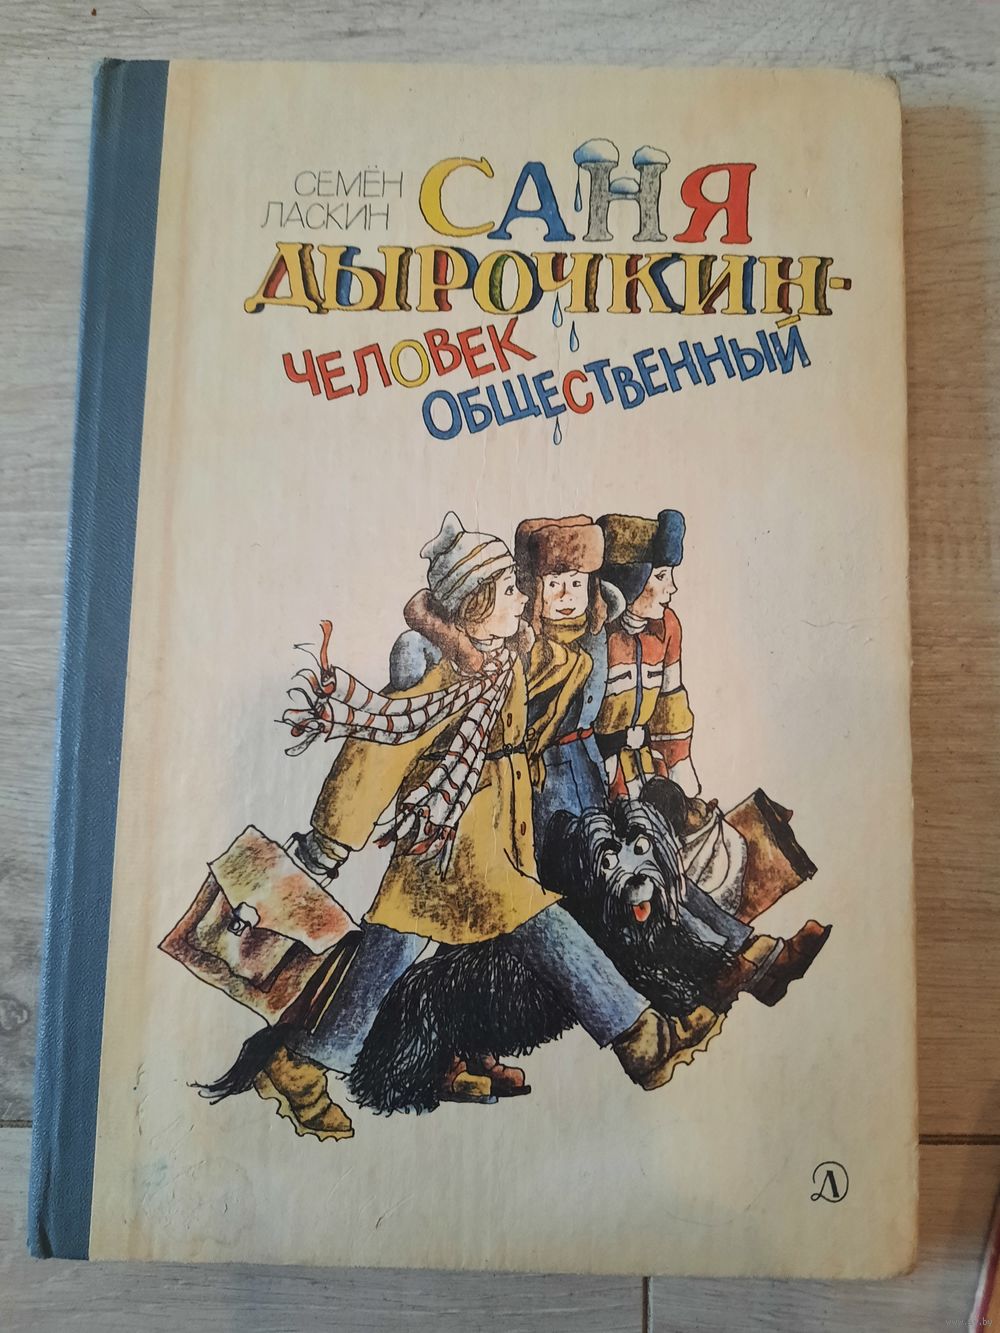 СЕМЁН
ЛАСКИН
САНЯ
ДЫРОЧКИН-
ЧЕЛОВЕК
ОБЩЕСТВЕННЫЙ
Л